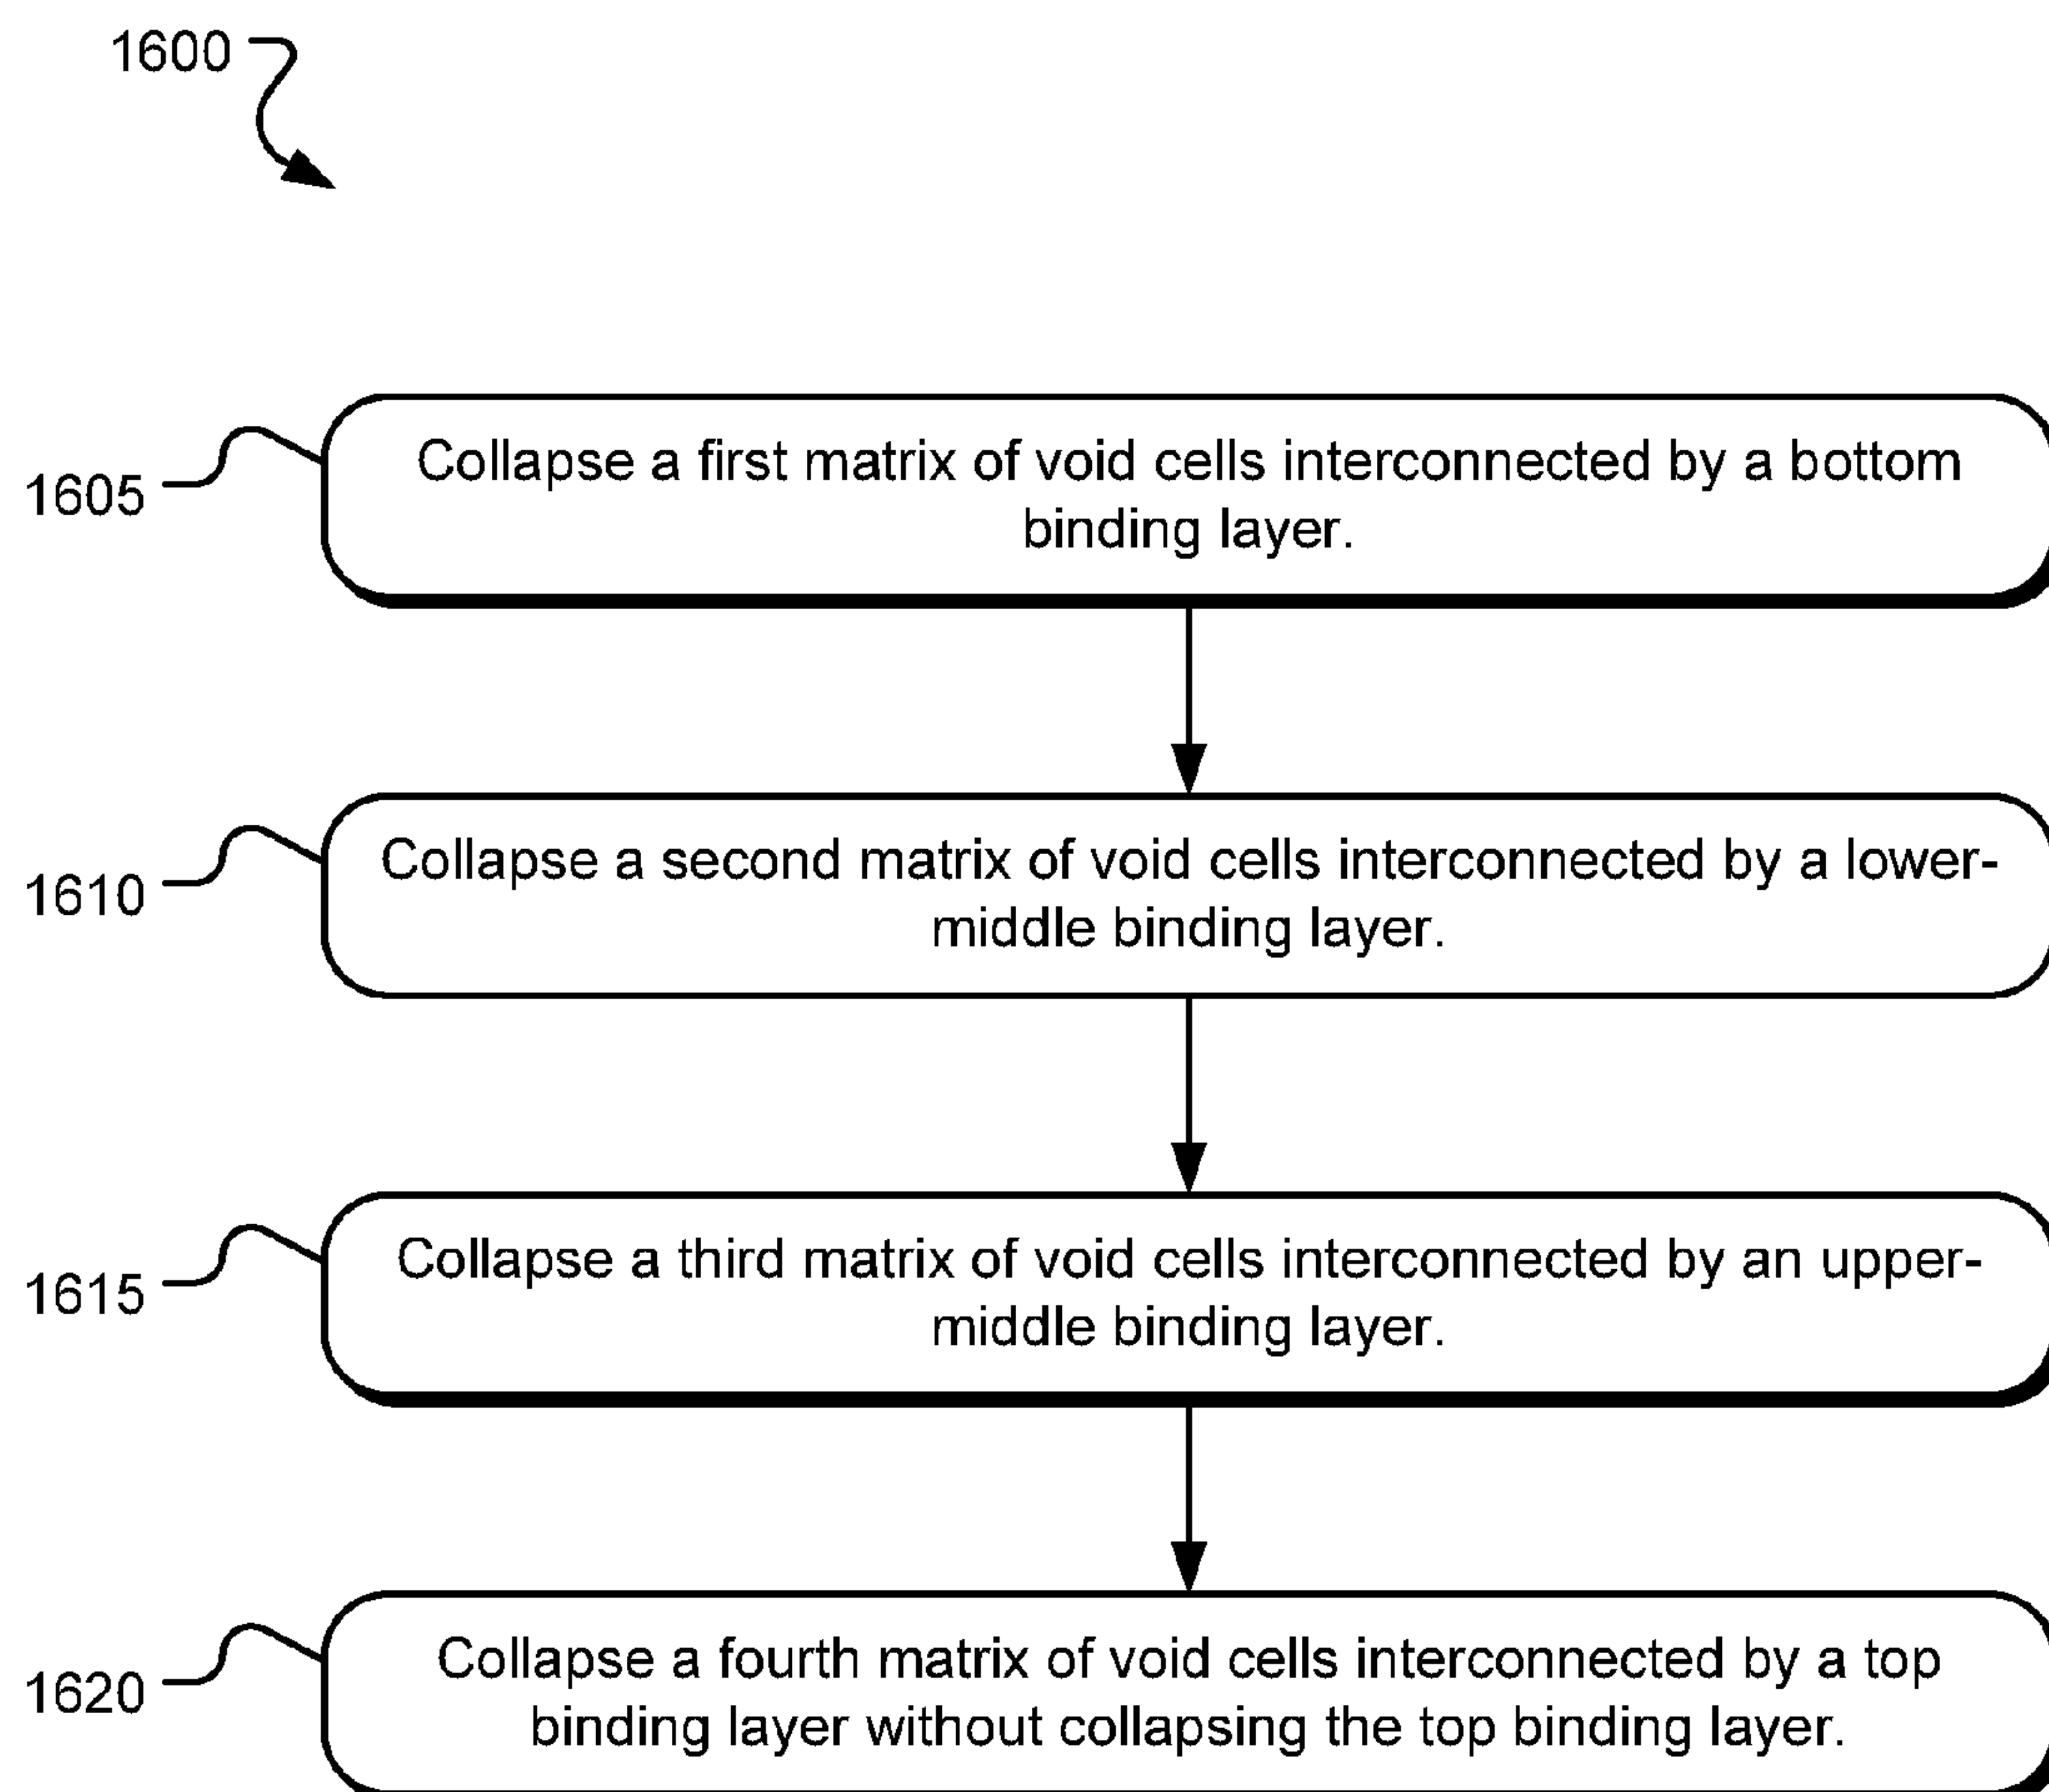 1600
1605
Collapse a first matrix of void cells interconnected by a bottom
binding layer.
1610
Collapse a second matrix of void cells interconnected by a lower-
middle binding layer.
1615
Collapse a third matrix of void cells interconnected by an upper-
middle binding layer.
1620
Collapse a fourth matrix of void cells interconnected by a top
binding layer without collapsing the top binding layer.